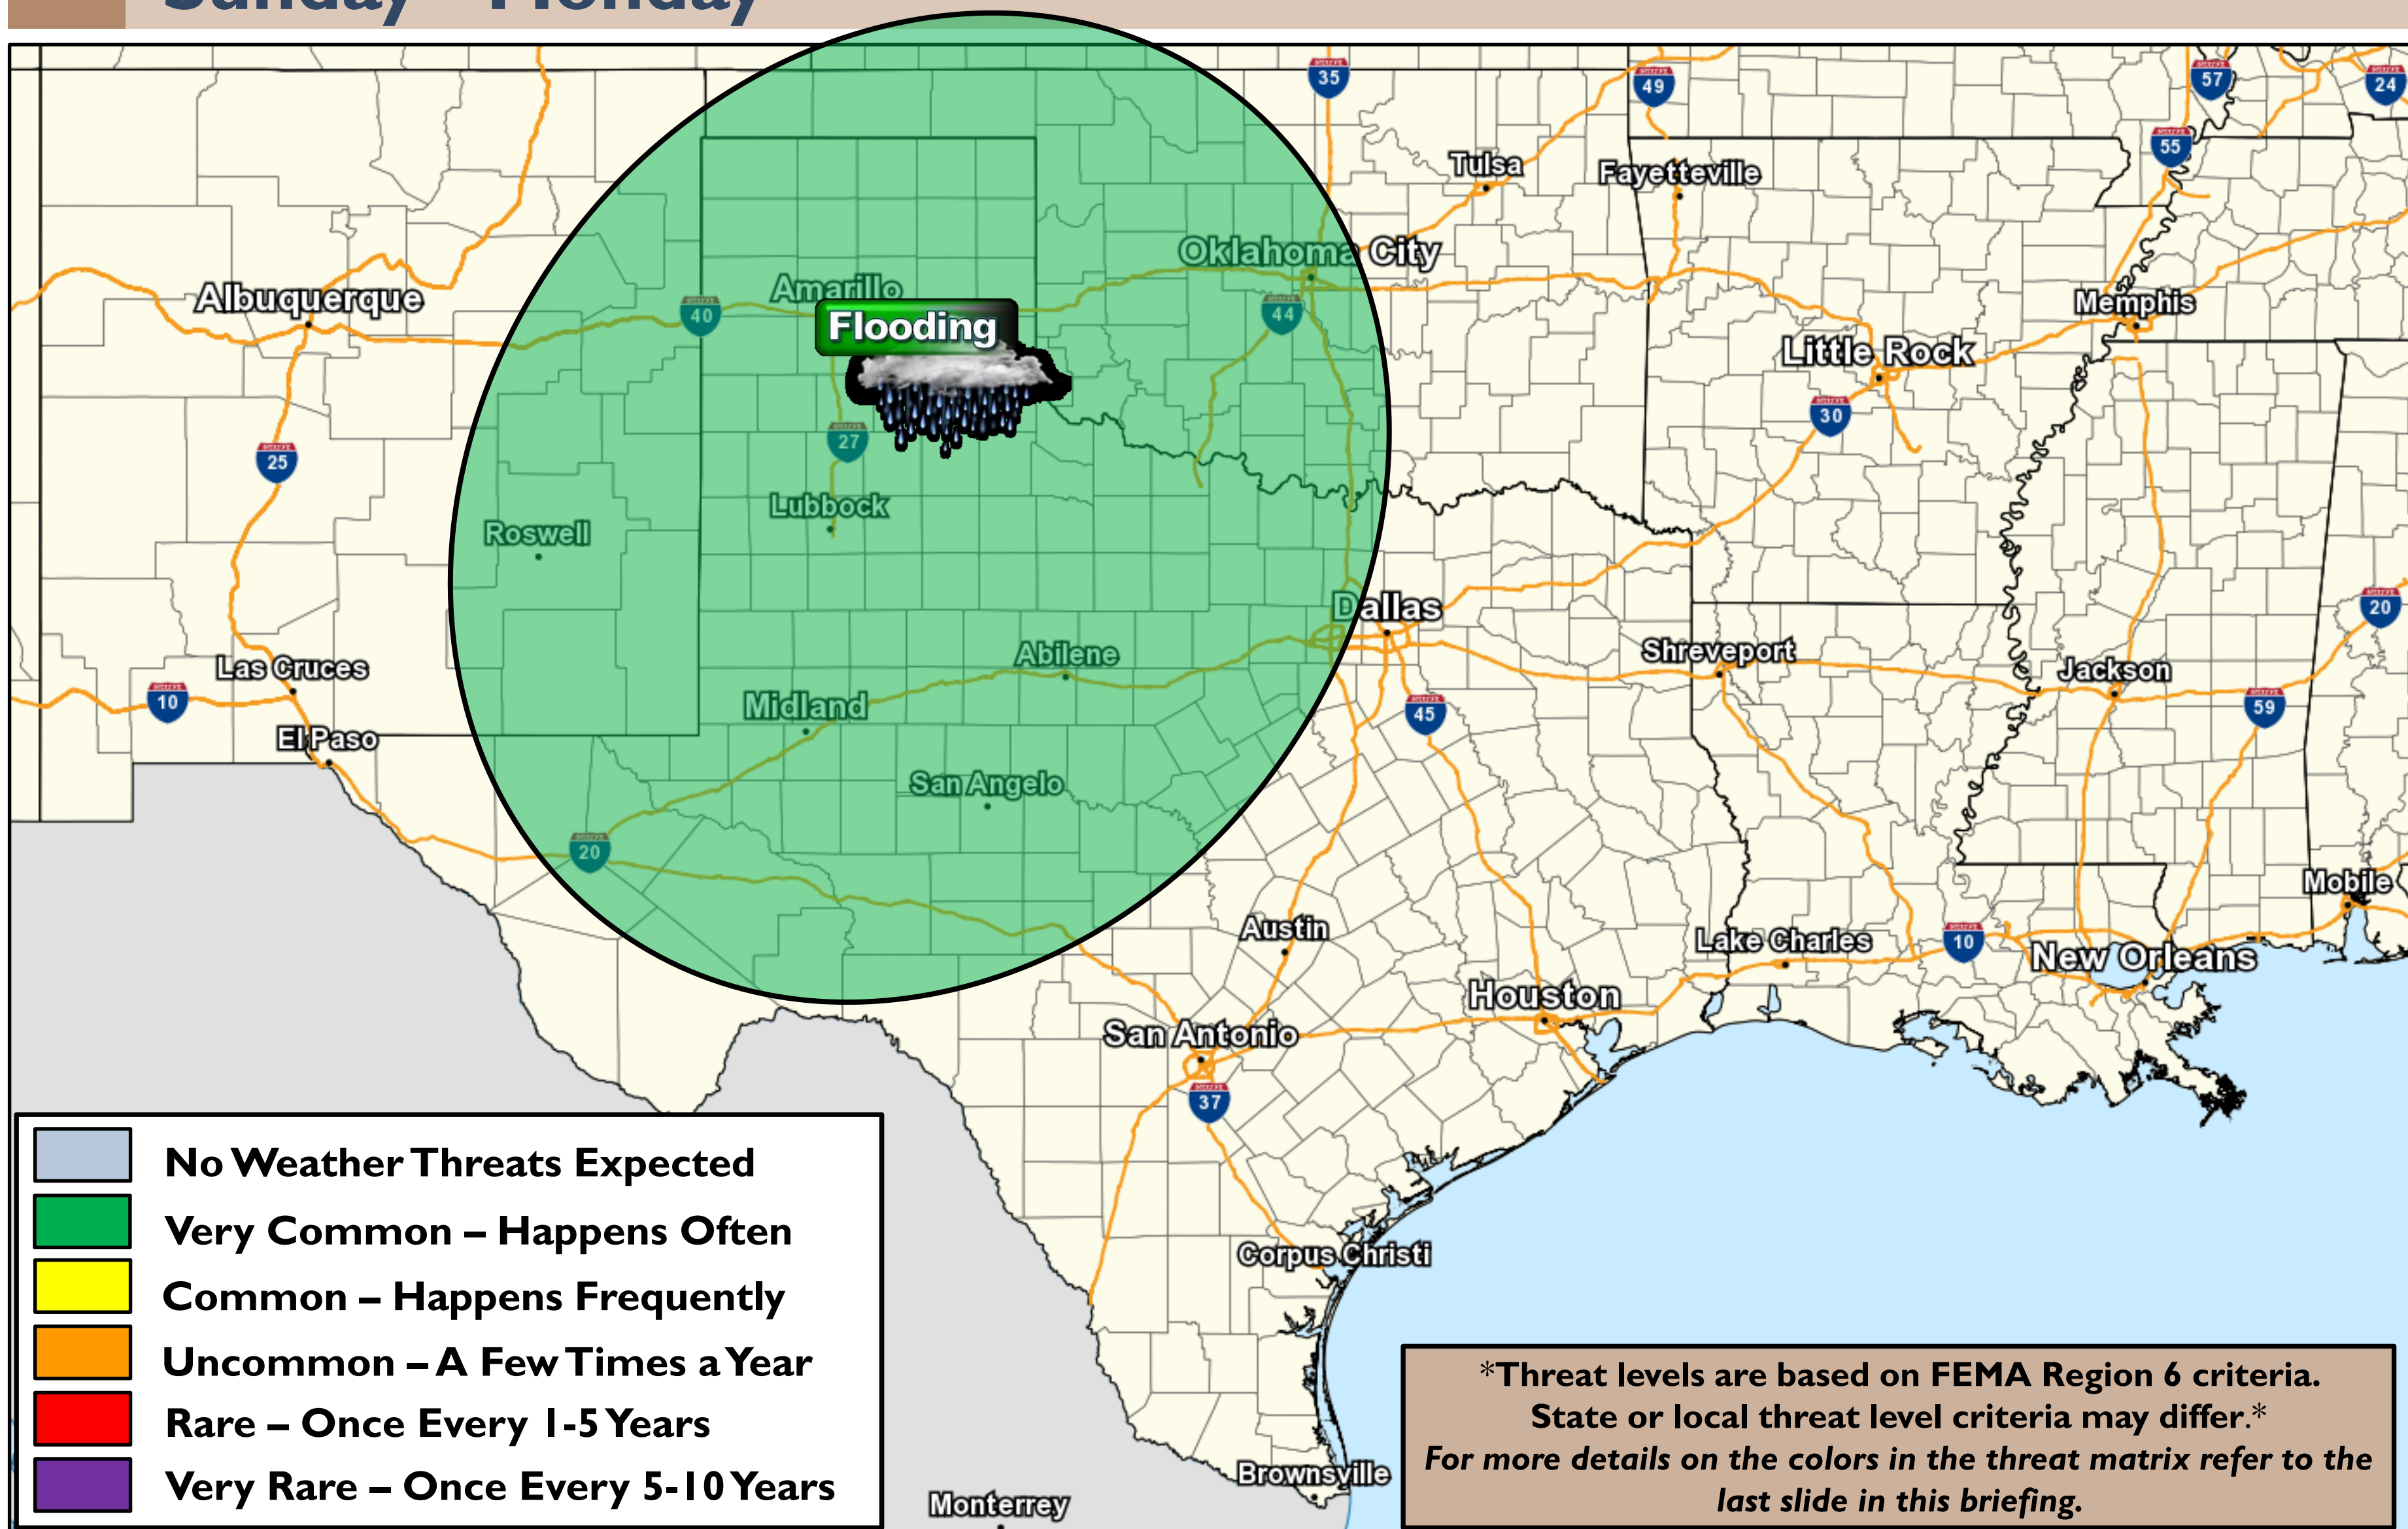 Sunday - Monday
35
49
57
24
55
Tulsa
Fayetteville
Oklahoma City
Amarillo
Albuquerque
40
44
Memphis
Flooding
Little Rock
30
27
25
Lubbock
Roswell
Dallas
20
Abilene
Shreveport
Las Cruces
Jackson
10
Midland
45
59
El Paso
San Angelo
20
Mobile
Austin
Lake Charles
10
New Orleans
Houston
San Antonio
37
Corpus Christi
Brownsville
Monterrey
No Weather Threats Expected
Very Common – Happens Often
Common – Happens Frequently
Uncommon – A Few Times a Year
Rare – Once Every 1-5 Years
Very Rare – Once Every 5-10 Years
*Threat levels are based on FEMA Region 6 criteria.
State or local threat level criteria may differ.*
For more details on the colors in the threat matrix refer to the
last slide in this briefing.